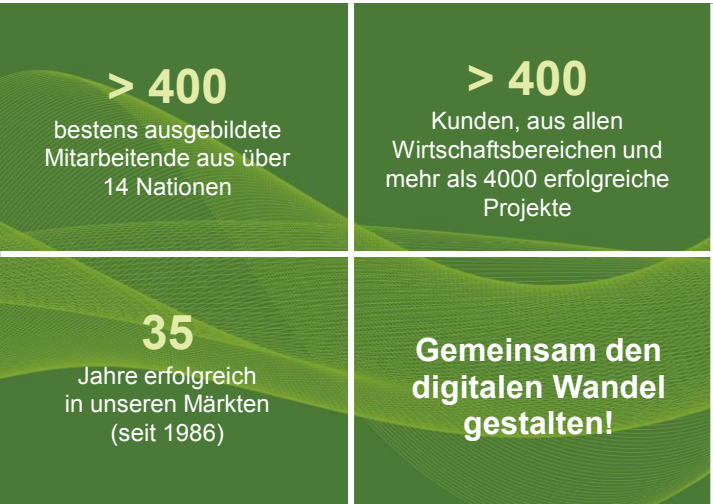 > 400
bestens ausgebildete
Mitarbeitende aus über
14 Nationen
> 400
Kunden, aus allen
Wirtschaftsbereichen und
mehr als 4000 erfolgreiche
Projekte
35
Jahre erfolgreich
in unseren Märkten
(seit 1986)
Gemeinsam den
digitalen Wandel
gestalten!